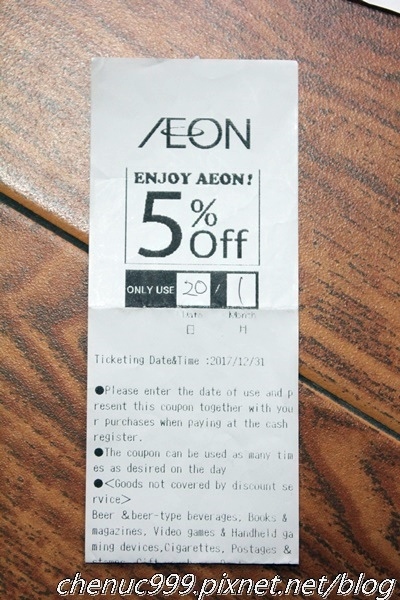 ÆON
ENJOY AEON!
5% Off
ONLY USE 20 / 1
Date Month
日 月
Ticketing Date&Time :2017/12/31
●Please enter the date of use and p
resent this coupon together with you
r purchases when paying at the cash
register.
●The coupon can be used as many tim
es as desired on the day
●<Goods not covered by discount se
rvice>
Beer &beer-type beverages, Books &
magazines, Video games & Handheld ga
ming devices,Cigarettes, Postages &
chenuc999.pixnet.net/blog